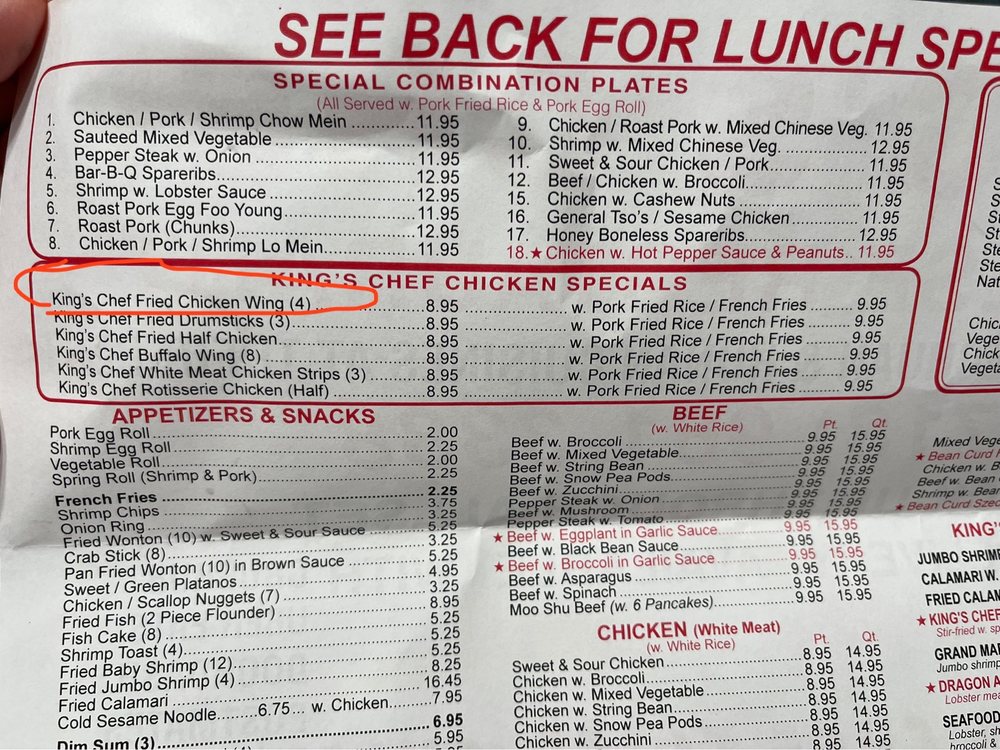 SEE BACK FOR LUNCH SPE
SPECIAL COMBINATION PLATES
(All Served w. Pork Fried Rice & Pork Egg Roll)
1. Chicken / Pork / Shrimp Chow Mein ............ 11.95
2. Sauteed Mixed Vegetable ............ 11.95
3. Pepper Steak w. Onion ............ 11.95
4. Bar-B-Q Spareribs ............ 12.95
5. Shrimp w. Lobster Sauce ............ 12.95
6. Roast Pork Egg Foo Young ............ 11.95
7. Roast Pork (Chunks) ............ 12.95
8. Chicken / Pork / Shrimp Lo Mein ............ 11.95
9. Chicken / Roast Pork w. Mixed Chinese Veg. 11.95
10. Shrimp w. Mixed Chinese Veg. ............ 12.95
11. Sweet & Sour Chicken / Pork ............ 11.95
12. Beef / Chicken w. Broccoli ............ 11.95
15. Chicken w. Cashew Nuts ............ 11.95
16. General Tso's / Sesame Chicken ............ 11.95
17. Honey Boneless Spareribs ............ 12.95
18. ★ Chicken w. Hot Pepper Sauce & Peanuts .. 11.95
KING'S CHEF CHICKEN SPECIALS
King's Chef Fried Chicken Wing (4) ............ 8.95 ............ w. Pork Fried Rice / French Fries ............ 9.95
King's Chef Fried Drumsticks (3) ............ 8.95 ............ w. Pork Fried Rice / French Fries ............ 9.95
King's Chef Fried Half Chicken ............ 8.95 ............ w. Pork Fried Rice / French Fries ............ 9.95
King's Chef Buffalo Wing (8) ............ 8.95 ............ w. Pork Fried Rice / French Fries ............ 9.95
King's Chef White Meat Chicken Strips (3) ............ 8.95 ............ w. Pork Fried Rice / French Fries ............ 9.95
King's Chef Rotisserie Chicken (Half) ............ 8.95 ............ w. Pork Fried Rice / French Fries ............ 9.95
APPETIZERS & SNACKS
Pork Egg Roll ............ 2.00
Shrimp Egg Roll ............ 2.25
Vegetable Roll ............ 2.00
Spring Roll (Shrimp & Pork) ............ 2.25
French Fries ............ 2.25
Shrimp Chips ............ 3.75
Onion Ring ............ 3.25
Fried Wonton (10) w. Sweet & Sour Sauce ............ 5.25
Crab Stick (8) ............ 3.25
Pan Fried Wonton (10) in Brown Sauce ............ 5.25
Sweet / Green Platanos ............ 4.95
Chicken / Scallop Nuggets (7) ............ 3.25
Fried Fish (2 Piece Flounder) ............ 8.95
Fish Cake (8) ............ 5.25
Shrimp Toast (4) ............ 5.25
Fried Baby Shrimp (12) ............ 5.25
Fried Jumbo Shrimp (4) ............ 8.25
Fried Calamari ............ 16.45
Cold Sesame Noodle ......... 6.75 ... w. Chicken ......... 7.95
Dim Sum (3) ............ 6.95
5.95
BEEF
(w. White Rice) Pt. Qt.
Beef w. Broccoli ............ 9.95 15.95
Beef w. Mixed Vegetable ............ 9.95 15.95
Beef w. String Bean ............ 9.95 15.95
Beef w. Snow Pea Pods ............ 9.95 15.95
Beef w. Zucchini ............ 9.95 15.95
Pepper Steak w. Onion ............ 9.95 15.95
Beef w. Mushroom ............ 9.95 15.95
Pepper Steak w. Tomato ............ 9.95 15.95
★ Beef w. Eggplant in Garlic Sauce ............ 9.95 15.95
Beef w. Black Bean Sauce ............ 9.95 15.95
★ Beef w. Broccoli in Garlic Sauce ............ 9.95 15.95
Beef w. Asparagus ............ 9.95 15.95
Beef w. Spinach ............ 9.95 15.95
Moo Shu Beef (w. 6 Pancakes) ............ 9.95 15.95
CHICKEN (White Meat)
(w. White Rice) Pt. Qt.
Sweet & Sour Chicken ............ 8.95 14.95
Chicken w. Broccoli ............ 8.95 14.95
Chicken w. Mixed Vegetable ............ 8.95 14.95
Chicken w. String Bean ............ 8.95 14.95
Chicken w. Snow Pea Pods ............ 8.95 14.95
Chicken w. Zucchini ............ 8.95 14.95
Chick
Vege
Chick
Vegeta
Mixed Veg
★ Bean Curd
Chicken w. B
Beef w. Bean
Shrimp w. Bean
★ Bean Curd Szec
KING'
JUMBO SHRIM
CALAMARI W.
FRIED CALAM
★ KING'S CHEF
Stir-fried w. sp
GRAND MA
Jumbo shrimp
★ DRAGON A
Lobster mea
SEAFOOD
Lobster, s
broccoli &